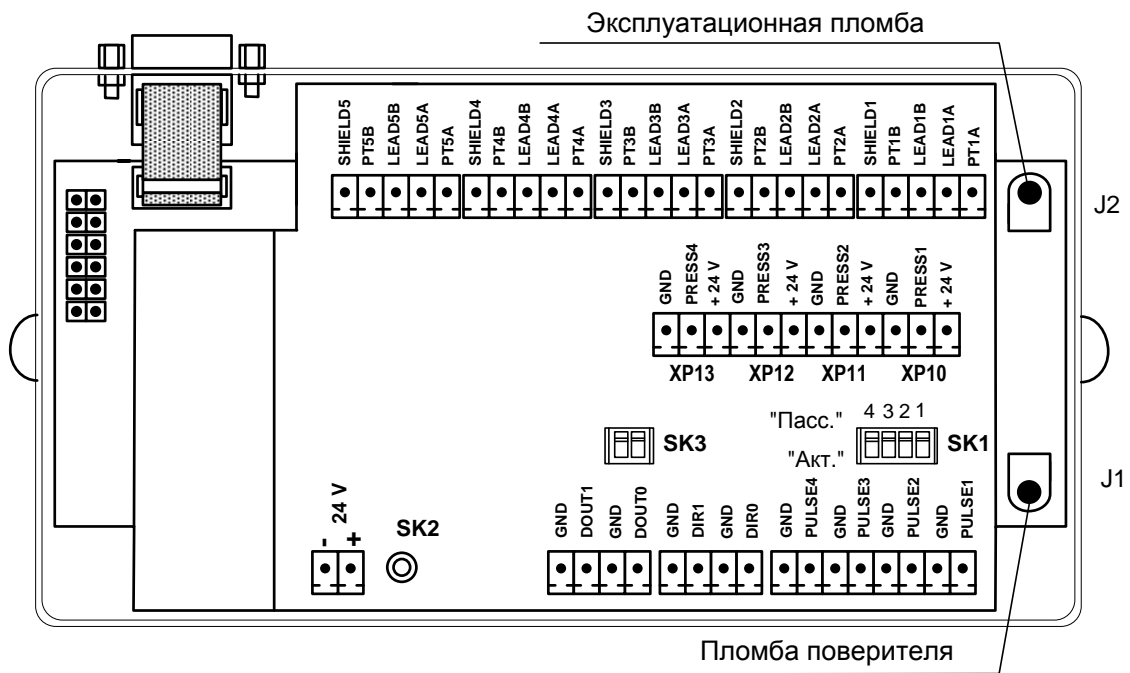 Эксплуатационная пломба
SHIELD5 PT5B LEAD5B LEAD5A PT5A SHIELD4 PT4B LEAD4B LEAD4A PT4A SHIELD3 PT3B LEAD3B LEAD3A PT3A SHIELD2 PT2B LEAD2B LEAD2A PT2A SHIELD1 PT1B LEAD1B LEAD1A PT1A
J2
GND PRESS4 + 24 V GND PRESS3 + 24 V GND PRESS2 + 24 V GND PRESS1 + 24 V
XP13 XP12 XP11 XP10
"Пасс." 4 3 2 1
SK3 SK1
"Акт."
J1
24 V
- +
SK2
GND DOUT1 GND DOUT0 GND DIR1 GND DIR0 GND PULSE4 GND PULSE3 GND PULSE2 GND PULSE1
Пломба поверителя